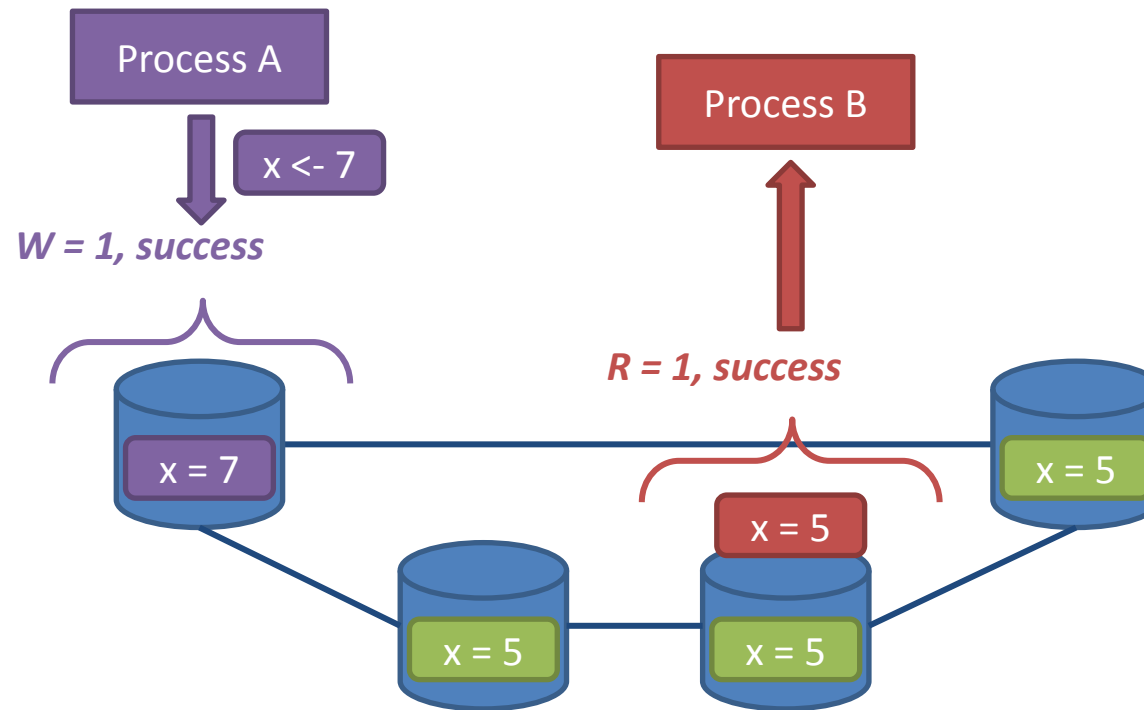 Process A
Process B
x <- 7
W = 1, success
R = 1, success
x = 7
x = 5
x = 5
x = 5
x = 5